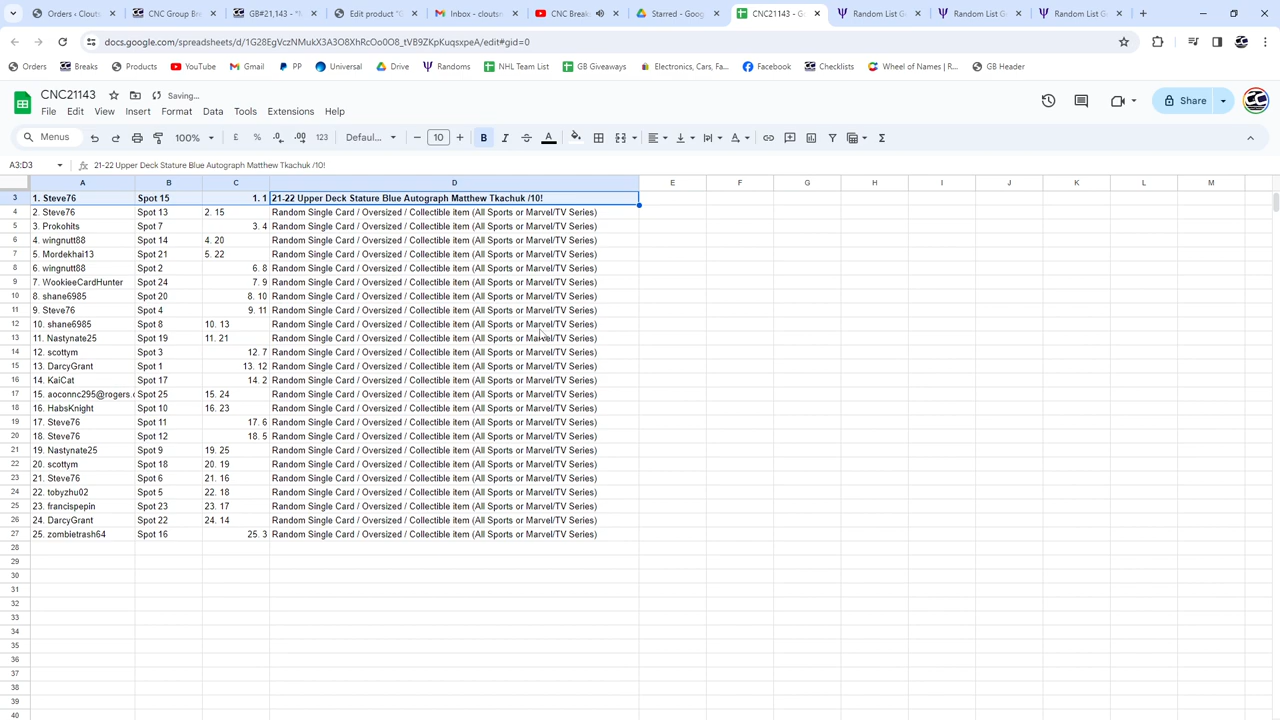 Orders · clouts CNC Group Bre GB#21143 - "l Edit product "C Inbox - clouts CNC Break Starred - Goog CNC21143 - G Random List G Random List G Random List G
docs.google.com/spreadsheets/d/1G28EgVczNMukX3A3O8XhRcOo0O8_tVB9ZKpKuqsxpeA/edit#gid=0
Orders Breaks Products YouTube Gmail PP Universal Drive Randoms NHL Team List GB Giveaways Electronics, Cars, Fa... Facebook Checklists Wheel of Names | R... GB Header
CNC21143 Saving...
File Edit View Insert Format Data Tools Extensions Help
Share
Menus 100% £ % .0 .00 123 Defaul... 10 B I A
A3:D3 fx 21-22 Upper Deck Stature Blue Autograph Matthew Tkachuk /10!
A B C D E F G H I J K L M
3 1. Steve76 Spot 15 1. 1 21-22 Upper Deck Stature Blue Autograph Matthew Tkachuk /10!
4 2. Steve76 Spot 13 2. 15 Random Single Card / Oversized / Collectible item (All Sports or Marvel/TV Series)
5 3. Prokohits Spot 7 3. 4 Random Single Card / Oversized / Collectible item (All Sports or Marvel/TV Series)
6 4. wingnutt88 Spot 14 4. 20 Random Single Card / Oversized / Collectible item (All Sports or Marvel/TV Series)
7 5. Mordekhai13 Spot 21 5. 22 Random Single Card / Oversized / Collectible item (All Sports or Marvel/TV Series)
8 6. wingnutt88 Spot 2 6. 8 Random Single Card / Oversized / Collectible item (All Sports or Marvel/TV Series)
9 7. WookieeCardHunter Spot 24 7. 9 Random Single Card / Oversized / Collectible item (All Sports or Marvel/TV Series)
10 8. shane6985 Spot 20 8. 10 Random Single Card / Oversized / Collectible item (All Sports or Marvel/TV Series)
11 9. Steve76 Spot 4 9. 11 Random Single Card / Oversized / Collectible item (All Sports or Marvel/TV Series)
12 10. shane6985 Spot 8 10. 13 Random Single Card / Oversized / Collectible item (All Sports or Marvel/TV Series)
13 11. Nastynate25 Spot 19 11. 21 Random Single Card / Oversized / Collectible item (All Sports or Marvel/TV Series)
14 12. scottym Spot 3 12. 7 Random Single Card / Oversized / Collectible item (All Sports or Marvel/TV Series)
15 13. DarcyGrant Spot 1 13. 12 Random Single Card / Oversized / Collectible item (All Sports or Marvel/TV Series)
16 14. KaiCat Spot 17 14. 2 Random Single Card / Oversized / Collectible item (All Sports or Marvel/TV Series)
17 15. aoconnc295@rogers.c Spot 25 15. 24 Random Single Card / Oversized / Collectible item (All Sports or Marvel/TV Series)
18 16. HabsKnight Spot 10 16. 23 Random Single Card / Oversized / Collectible item (All Sports or Marvel/TV Series)
19 17. Steve76 Spot 11 17. 6 Random Single Card / Oversized / Collectible item (All Sports or Marvel/TV Series)
20 18. Steve76 Spot 12 18. 5 Random Single Card / Oversized / Collectible item (All Sports or Marvel/TV Series)
21 19. Nastynate25 Spot 9 19. 25 Random Single Card / Oversized / Collectible item (All Sports or Marvel/TV Series)
22 20. scottym Spot 18 20. 19 Random Single Card / Oversized / Collectible item (All Sports or Marvel/TV Series)
23 21. Steve76 Spot 6 21. 16 Random Single Card / Oversized / Collectible item (All Sports or Marvel/TV Series)
24 22. tobyzhu02 Spot 5 22. 18 Random Single Card / Oversized / Collectible item (All Sports or Marvel/TV Series)
25 23. francispepin Spot 23 23. 17 Random Single Card / Oversized / Collectible item (All Sports or Marvel/TV Series)
26 24. DarcyGrant Spot 22 24. 14 Random Single Card / Oversized / Collectible item (All Sports or Marvel/TV Series)
27 25. zombietrash64 Spot 16 25. 3 Random Single Card / Oversized / Collectible item (All Sports or Marvel/TV Series)
28
29
30
31
32
33
34
35
36
37
38
39
40